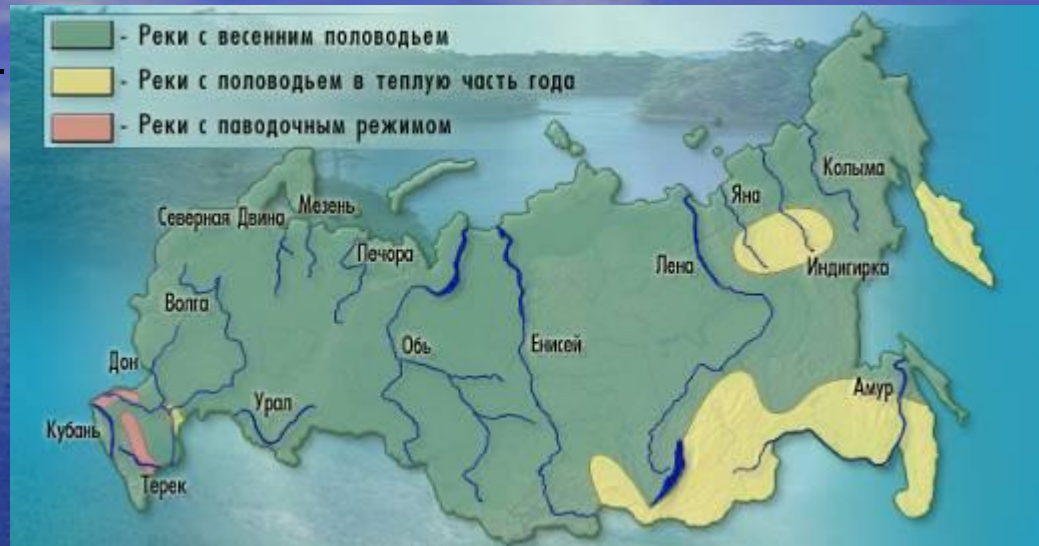 - Реки с весенним половодьем
- Реки с половодьем в теплую часть года
- Реки с паводочным режимом
Колыма
Яна
Мезень
Северная Двина
Печора
Лена
Индигирка
Волга
Обь
Енисей
Дон
Амур
Урал
Кубань
Терек